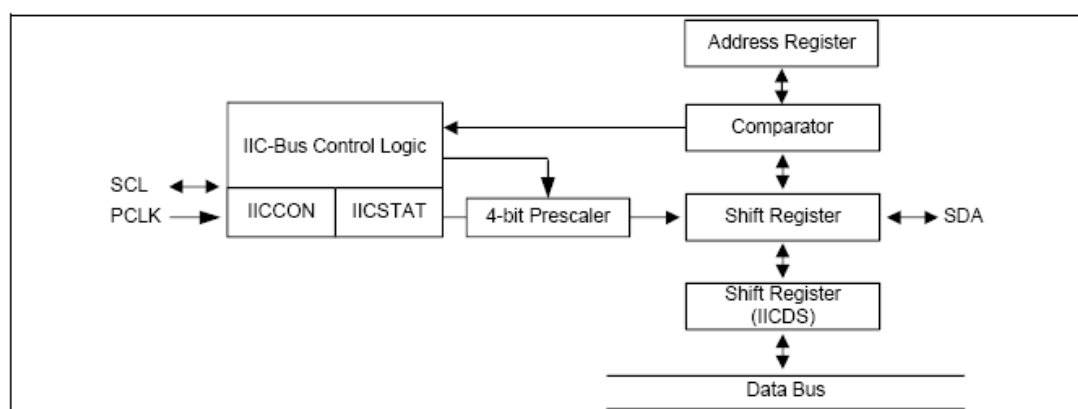 Address Register
Comparator
IIC-Bus Control Logic
SCL
PCLK
IICCON
IICSTAT
4-bit Prescaler
Shift Register
SDA
Shift Register
(IICDS)
Data Bus